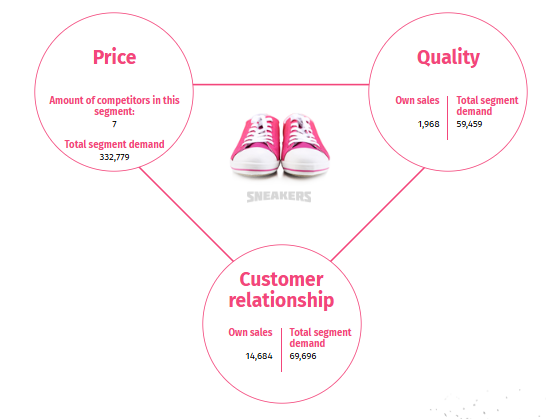 Price
Amount of competitors in this
segment:
7
Total segment demand
332,779
Quality
Own sales
1,968
Total segment
demand
59,459
SNEAKERS
Customer
relationship
Own sales
14,684
Total segment
demand
69,696